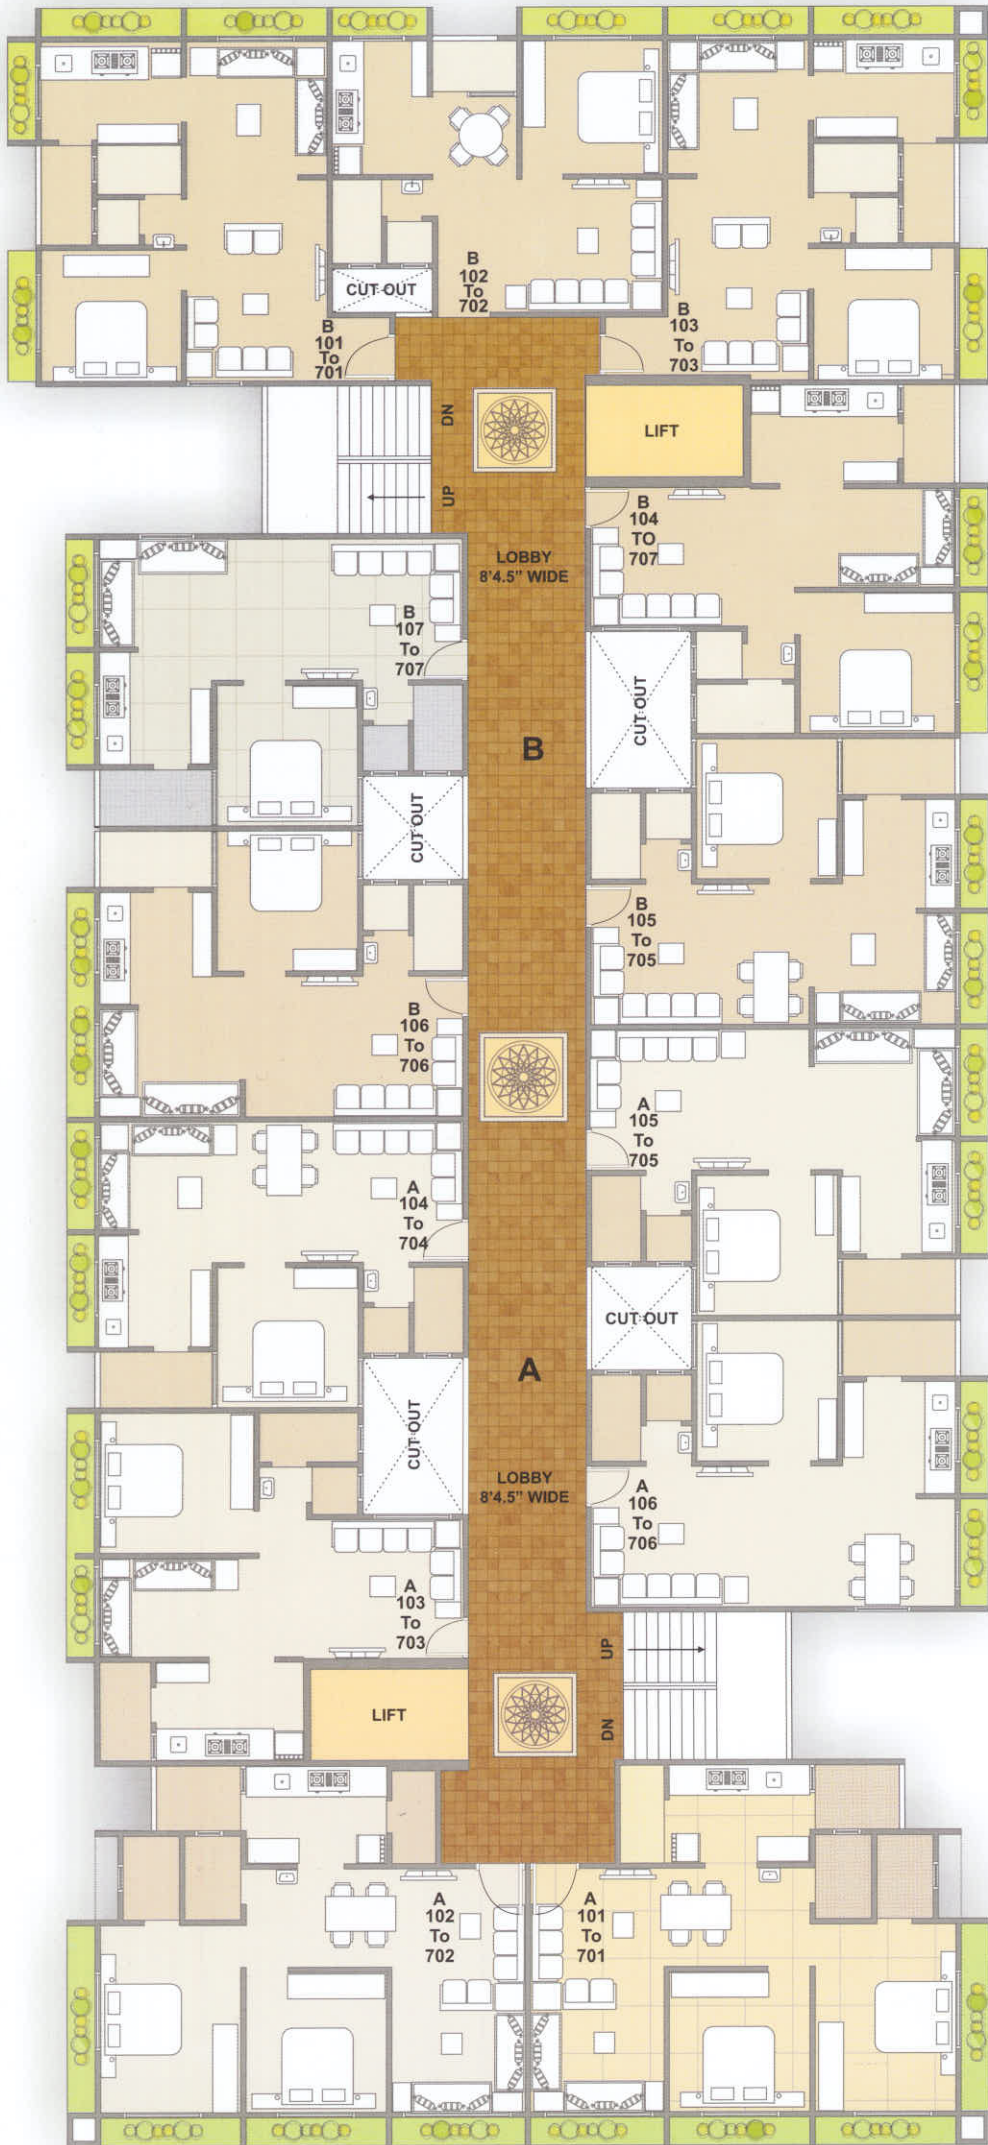 CUT OUT
B
102
To
702
B
101
To
701
B
103
To
703
DN
LIFT
UP
B
104
TO
707
LOBBY
8'4.5" WIDE
B
107
To
707
CUT OUT
B
CUT OUT
B
105
To
705
B
106
To
706
A
105
To
705
A
104
To
704
CUT OUT
A
CUT OUT
LOBBY
8'4.5" WIDE
A
106
To
706
A
103
To
703
UP
LIFT
DN
A
102
To
702
A
101
To
701